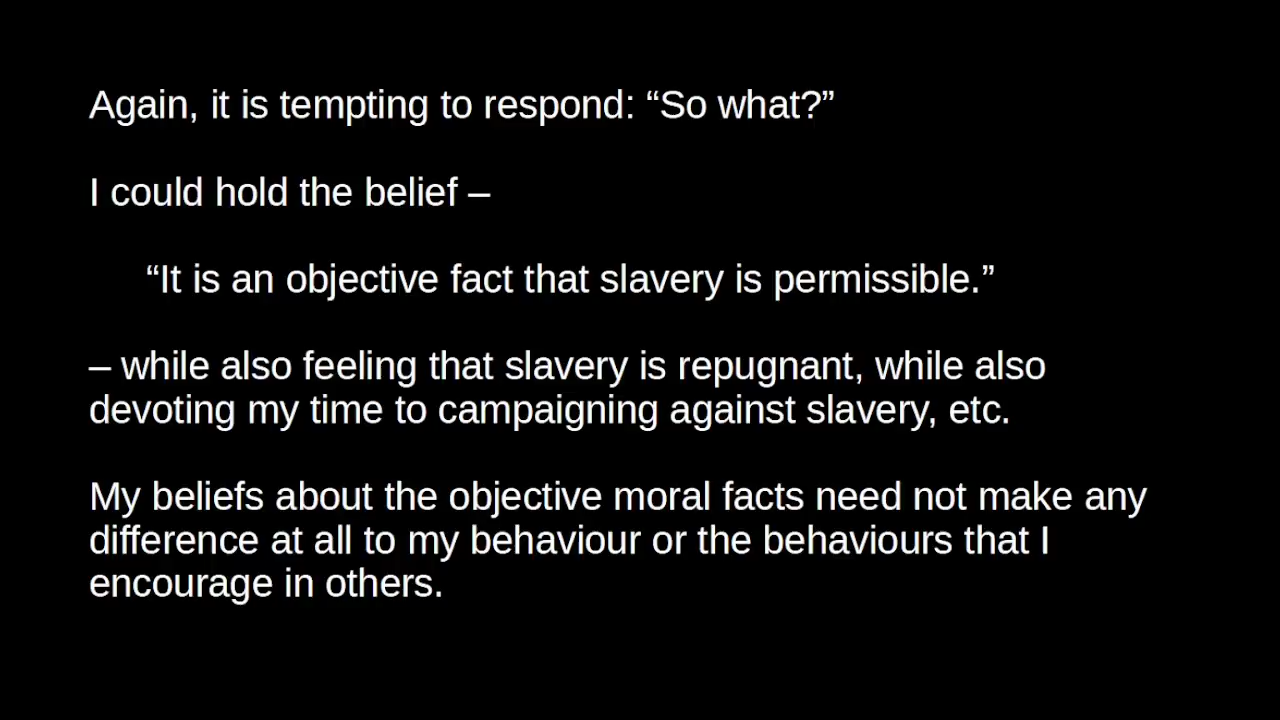 Again, it is tempting to respond: “So what?”
I could hold the belief –
“It is an objective fact that slavery is permissible.”
– while also feeling that slavery is repugnant, while also
devoting my time to campaigning against slavery, etc.
My beliefs about the objective moral facts need not make any
difference at all to my behaviour or the behaviours that I
encourage in others.